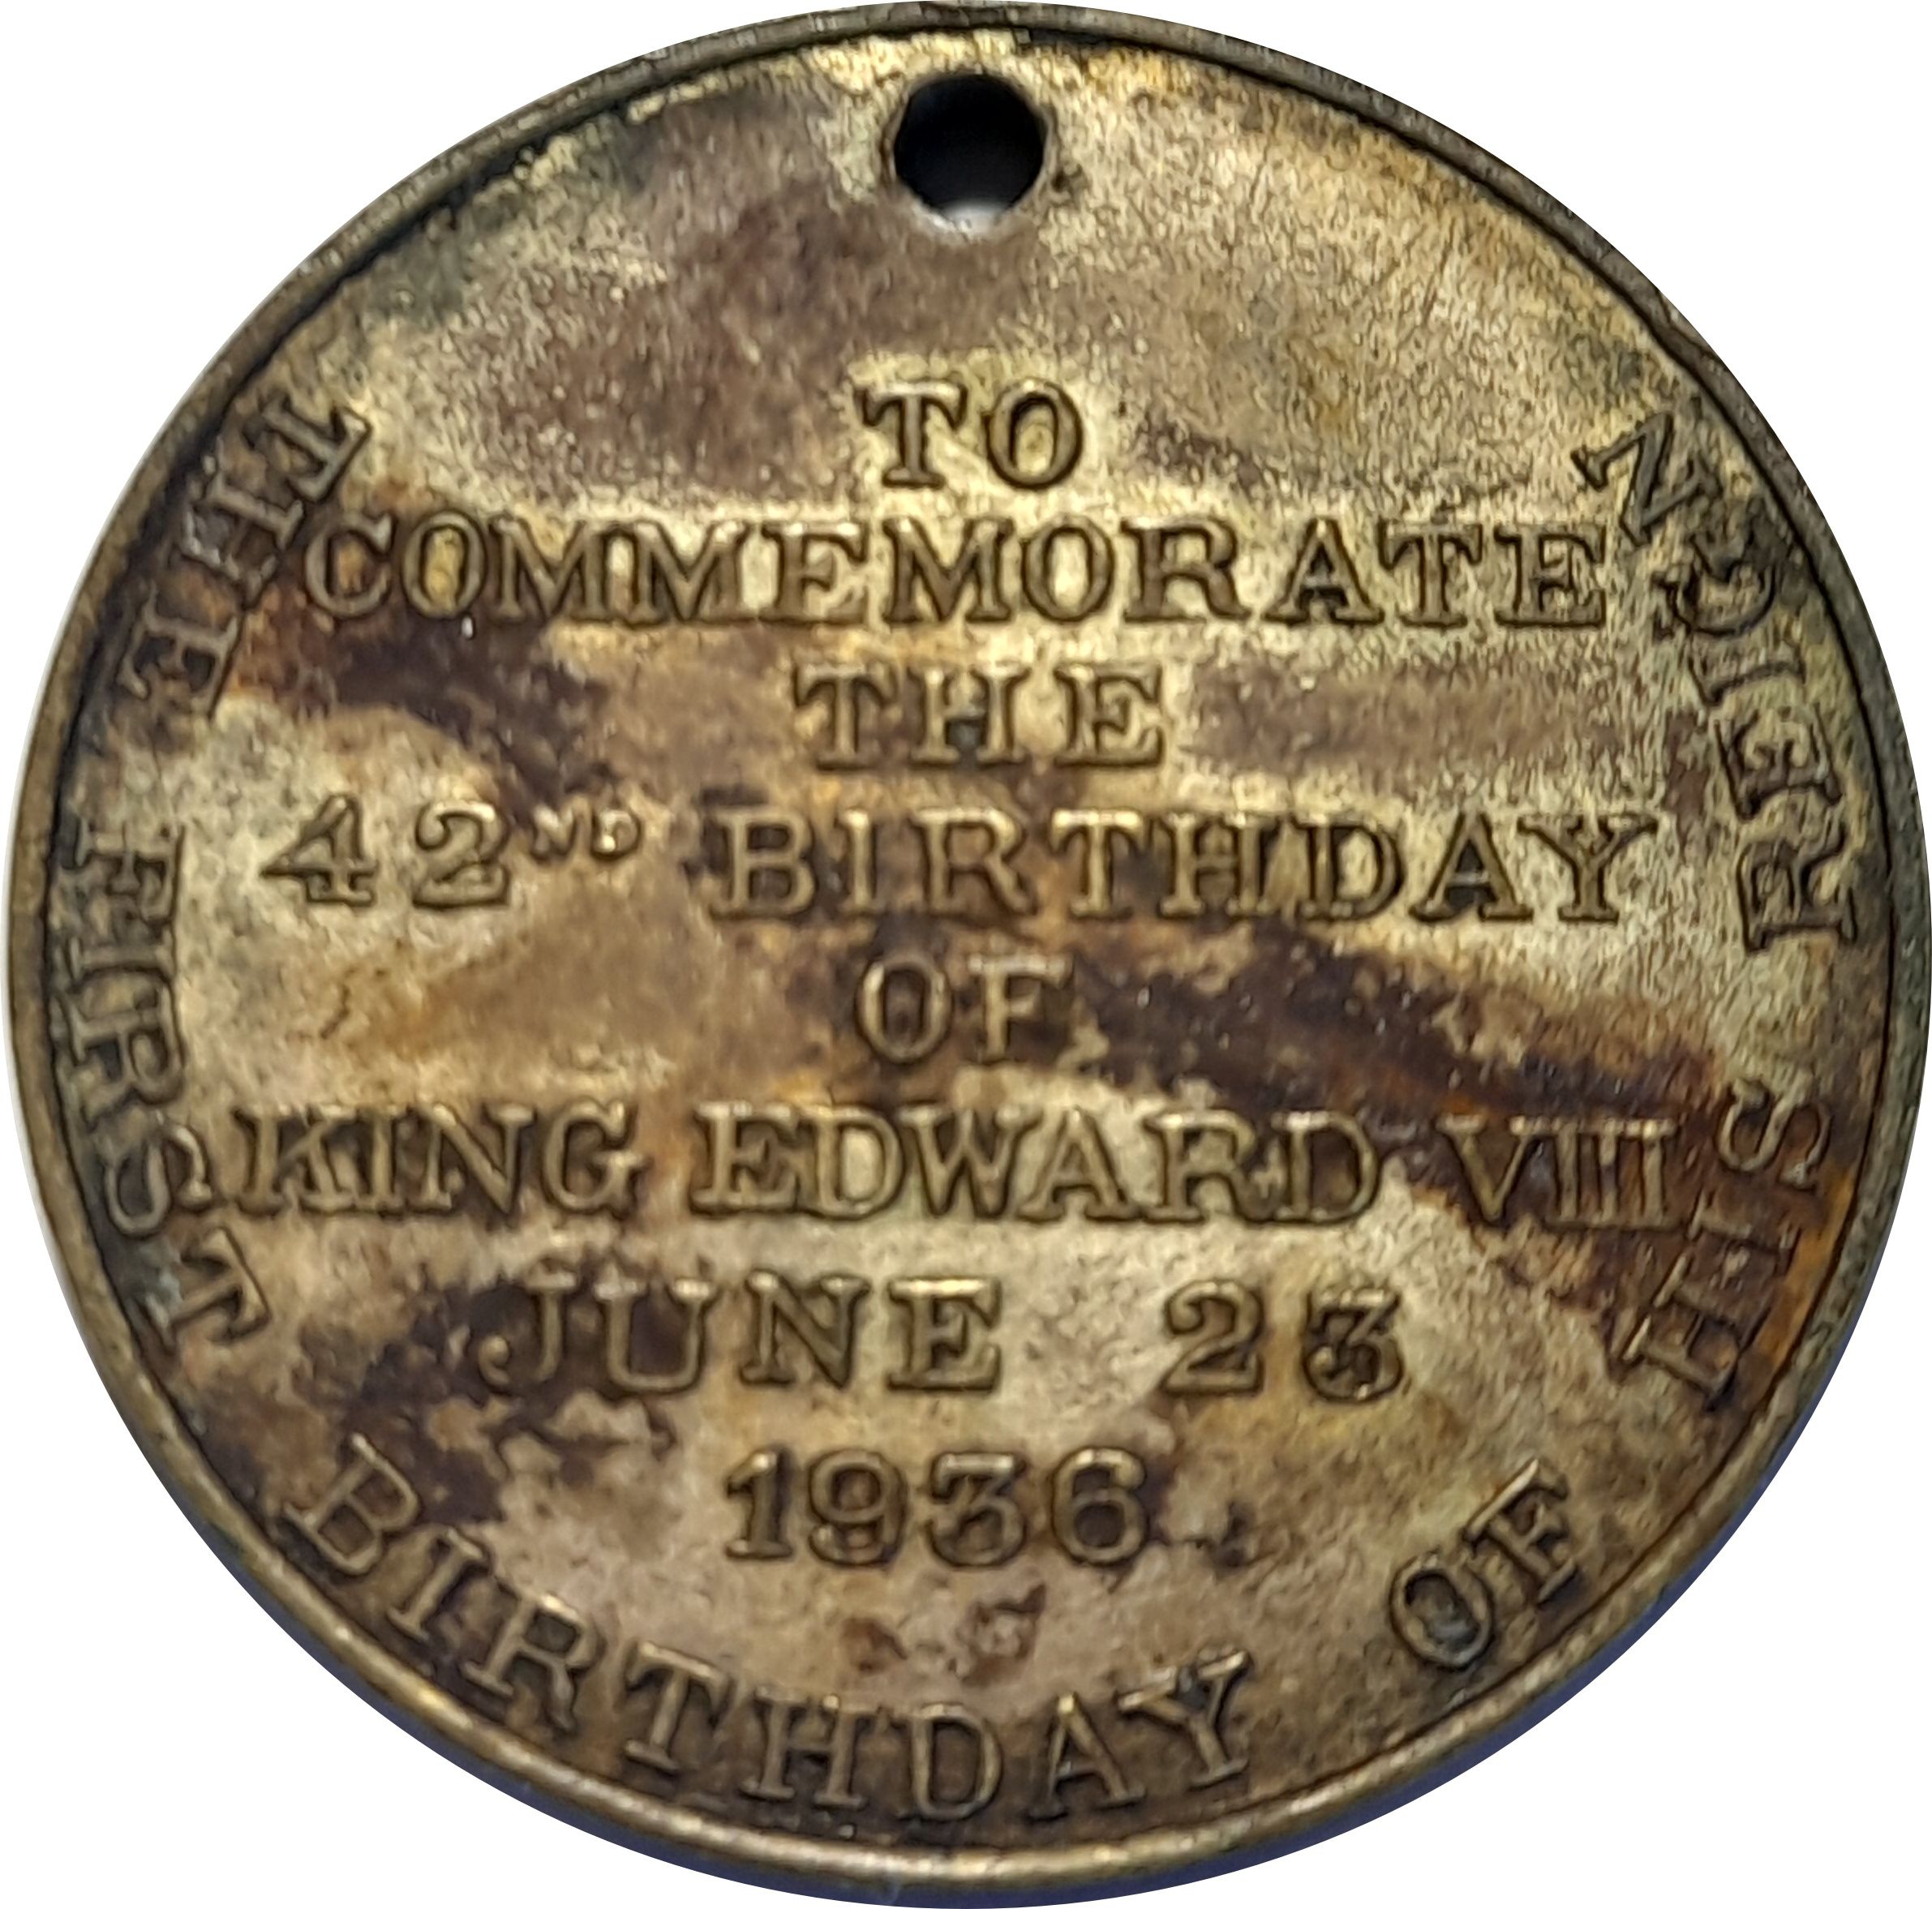 TO
COMMEMORATE
THE
42ND BIRTHDAY
OF
KING EDWARD VIII
JUNE 23
1936
THE FIRST BIRTHDAY OF HIS REIGN